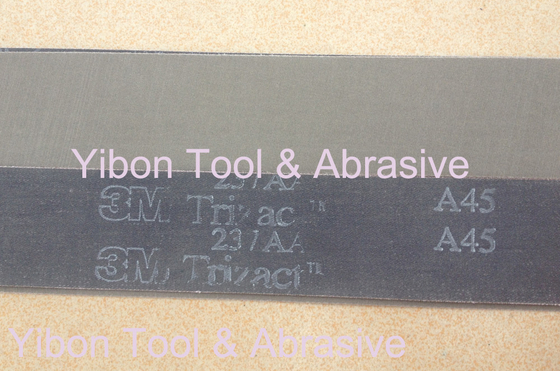 Yibon Tool & Abrasive
237AA
3M Trizact™ A45
237AA A45
3M Trizact™
Yibon Tool & Abrasive